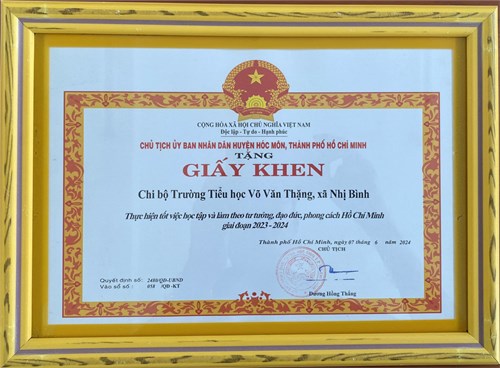 CỘNG HÒA XÃ HỘI CHỦ NGHĨA VIỆT NAM
Độc lập - Tự do - Hạnh phúc
CHỦ TỊCH ỦY BAN NHÂN DÂN HUYỆN HÓC MÔN, THÀNH PHỐ HỒ CHÍ MINH
TẶNG
GIẤY KHEN
Chi bộ Trường Tiểu học Võ Văn Thặng, xã Nhị Bình
Thực hiện tốt việc học tập và làm theo tư tưởng, đạo đức, phong cách Hồ Chí Minh
giai đoạn 2023 - 2024
Thành phố Hồ Chí Minh, ngày 07 tháng 6 năm 2024
CHỦ TỊCH
Quyết định số: /QĐ-UBND
Vào sổ số: /QĐ-KT
Dương Hồng Thắng